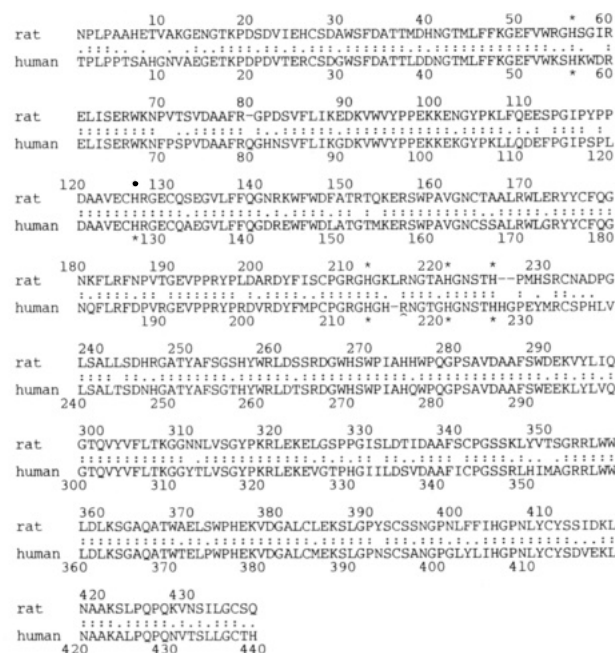 10 20 30 40 50 * 60
rat NPLPAAHETVAKGENGTKPDSDVIEHCSDAWSFDATTMDHNGTMLFFKGEFVWRGHSGIR
human TPLPPTSAHGNVAEGETKPDPDVTERCSDGWSFDATTLDDNGTMLFFKGEFVWKSHKWDR
10 20 30 40 50 * 60
70 80 90 100 110
rat ELISERWKNPVTSVDAAFR-GPDSVFLIKEDKVWVYPPEKKENGYPKLFQEESPGIPYPP
human ELISERWKNFPSPVDAAFRQGHNSVFLIKGDKVWVYPPEKKEKGYPKLLQDEFPGIPSPL
70 80 90 100 110 120
120 • 130 140 150 160 170
rat DAAVECHRGECQSEGVLFFQGNRKWFWDFATRTQKERSWPAVGNCTAALRWLERYYCFQG
human DAAVECHRGECQAEGVLFFQGDREWFWDLATGTMKERSWPAVGNCSSALRWLGRYYCFQG
*130 140 150 160 170 180
180 190 200 210 * 220* * 230
rat NKFLRFNPVTGEVPPRYPLDARDYFISCPGRGHGKLRNGTAHGNSTH--PMHSRCNADPG
human NQFLRFDPVRGEVPPRYPRDVRDYFMPCPGRGHGH-RNGTGHGNSTHHGPEYMRCSPHLV
190 200 210 * ^ 220* * 230
240 250 260 270 280 290
rat LSALLSDHRGATYAFSGSHYWRLDSSRDGWHSWPIAHHWPQGPSAVDAAFSWDEKVYLIQ
human LSALTSDNHGATYAFSGTHYWRLDTSRDGWHSWPIAHQWPQGPSAVDAAFSWEEKLYLVQ
240 250 260 270 280 290
300 310 320 330 340 350
rat GTQVYVFLTKGGNNLVSGYPKRLEKELGSPPGISLDTIDAAFSCPGSSKLYVTSGRRLWW
human GTQVYVFLTKGGYTLVSGYPKRLEKEVGTPHGIILDSVDAAFICPGSSRLHIMAGRRLWW
300 310 320 330 340 350
360 370 380 390 400 410
rat LDLKSGAQATWAELSWPHEKVDGALCLEKSLGPYSCSSNGPNLFFIHGPNLYCYSSIDKL
human LDLKSGAQATWTELPWPHEKVDGALCMEKSLGPNSCSANGPGLYLIHGPNLYCYSDVEKL
360 370 380 390 400 410
420 430
rat NAAKSLPQPQKVNSILGCSQ
human NAAKALPQPQNVTSLLGCTH
420 430 440